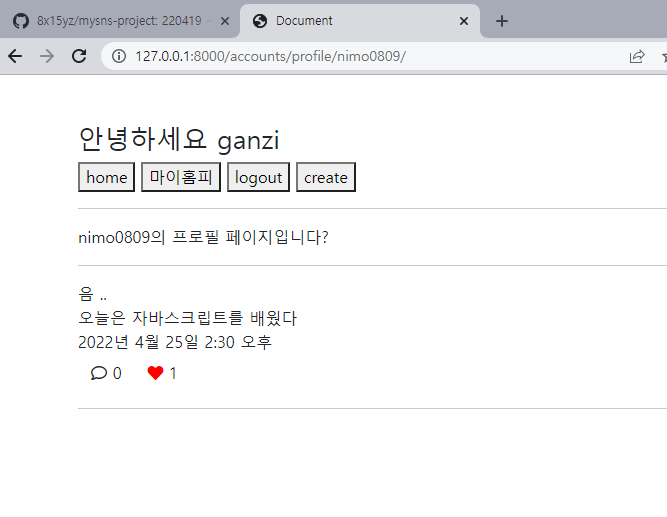 8x15yz/mysns-project: 220419
Document
127.0.0.1:8000/accounts/profile/nimo0809/
안녕하세요 ganzi
home 마이홈피 logout create
nimo0809의 프로필 페이지입니다?
음 ..
오늘은 자바스크립트를 배웠다
2022년 4월 25일 2:30 오후
0 1